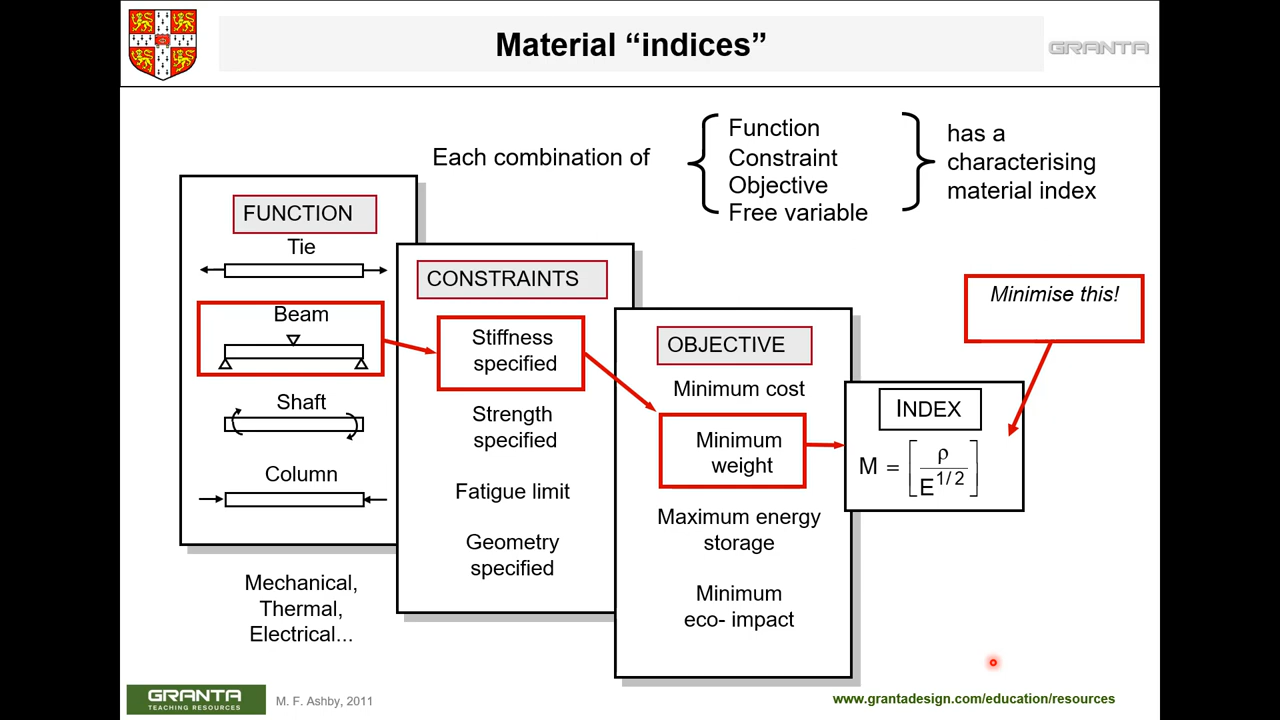 Material “indices”
GRANTA
Each combination of
Function
Constraint
Objective
Free variable
has a
characterising
material index
FUNCTION
Tie
Beam
Shaft
Column
Mechanical,
Thermal,
Electrical...
CONSTRAINTS
Stiffness
specified
Strength
specified
Fatigue limit
Geometry
specified
OBJECTIVE
Minimum cost
Minimum
weight
Maximum energy
storage
Minimum
eco- impact
Minimise this!
INDEX
M = [ρ / E^1/2]
GRANTA
TEACHING RESOURCES
M. F. Ashby, 2011
www.grantadesign.com/education/resources